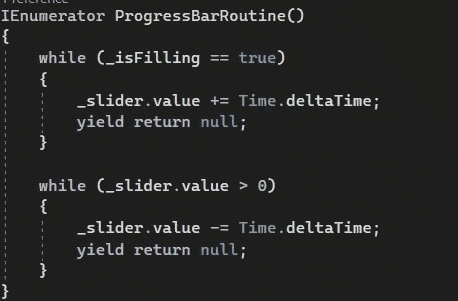 IEnumerator ProgressBarRoutine()
{
    while (_isFilling == true)
    {
        _slider.value += Time.deltaTime;
        yield return null;
    }

    while (_slider.value > 0)
    {
        _slider.value -= Time.deltaTime;
        yield return null;
    }
}